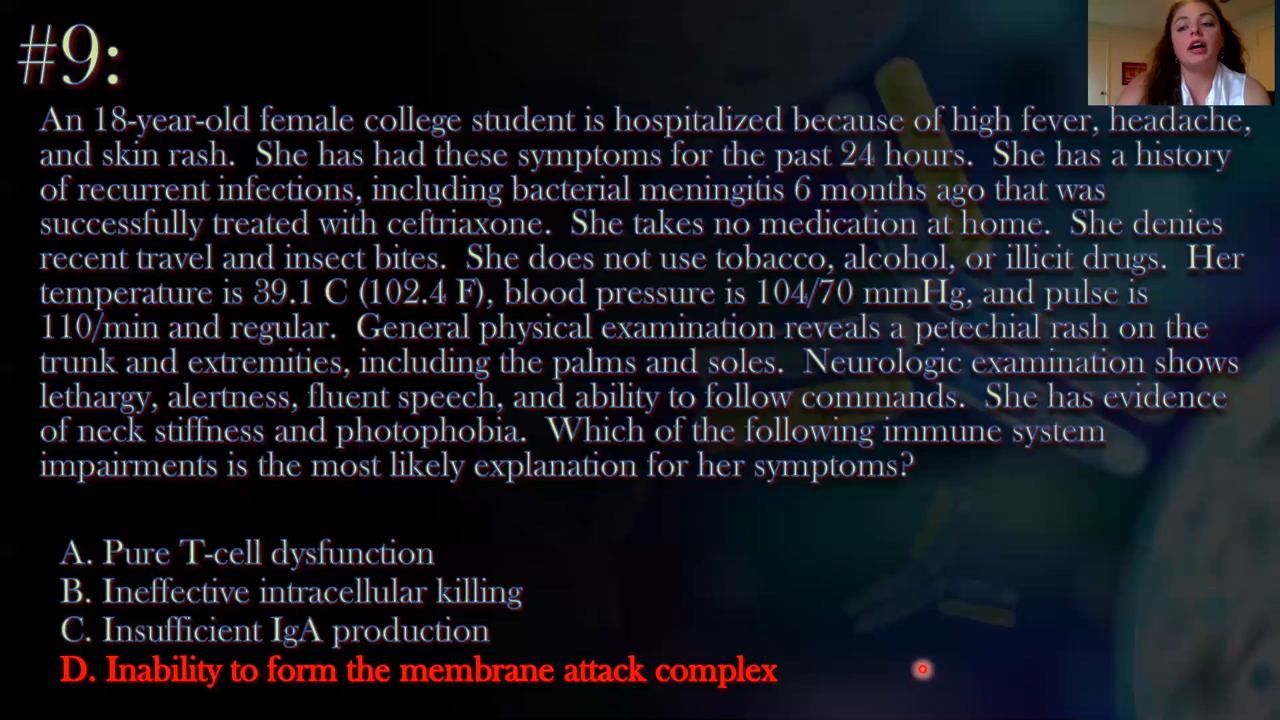 #9:
An 18-year-old female college student is hospitalized because of high fever, headache,
and skin rash. She has had these symptoms for the past 24 hours. She has a history
of recurrent infections, including bacterial meningitis 6 months ago that was
successfully treated with ceftriaxone. She takes no medication at home. She denies
recent travel and insect bites. She does not use tobacco, alcohol, or illicit drugs. Her
temperature is 39.1 C (102.4 F), blood pressure is 104/70 mmHg, and pulse is
110/min and regular. General physical examination reveals a petechial rash on the
trunk and extremities, including the palms and soles. Neurologic examination shows
lethargy, alertness, fluent speech, and ability to follow commands. She has evidence
of neck stiffness and photophobia. Which of the following immune system
impairments is the most likely explanation for her symptoms?
A. Pure T-cell dysfunction
B. Ineffective intracellular killing
C. Insufficient IgA production
D. Inability to form the membrane attack complex